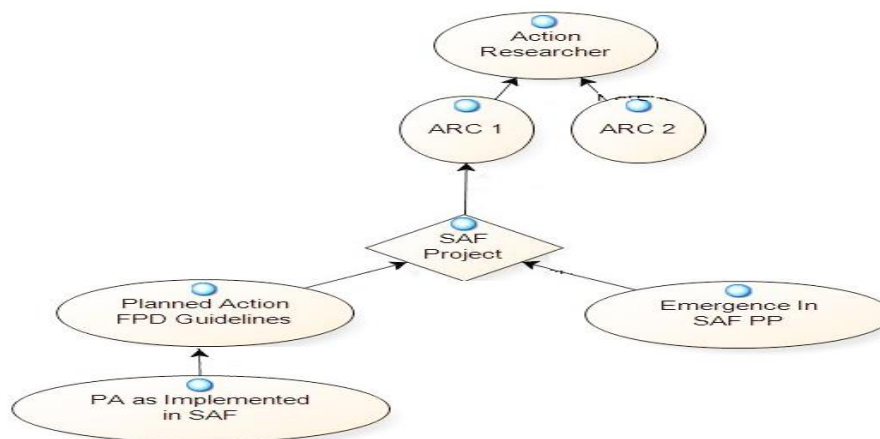 Action
Researcher
ARC 1
ARC 2
SAF
Project
Planned Action
FPD Guidelines
Emergence In
SAF PP
PA as Implemented
in SAF